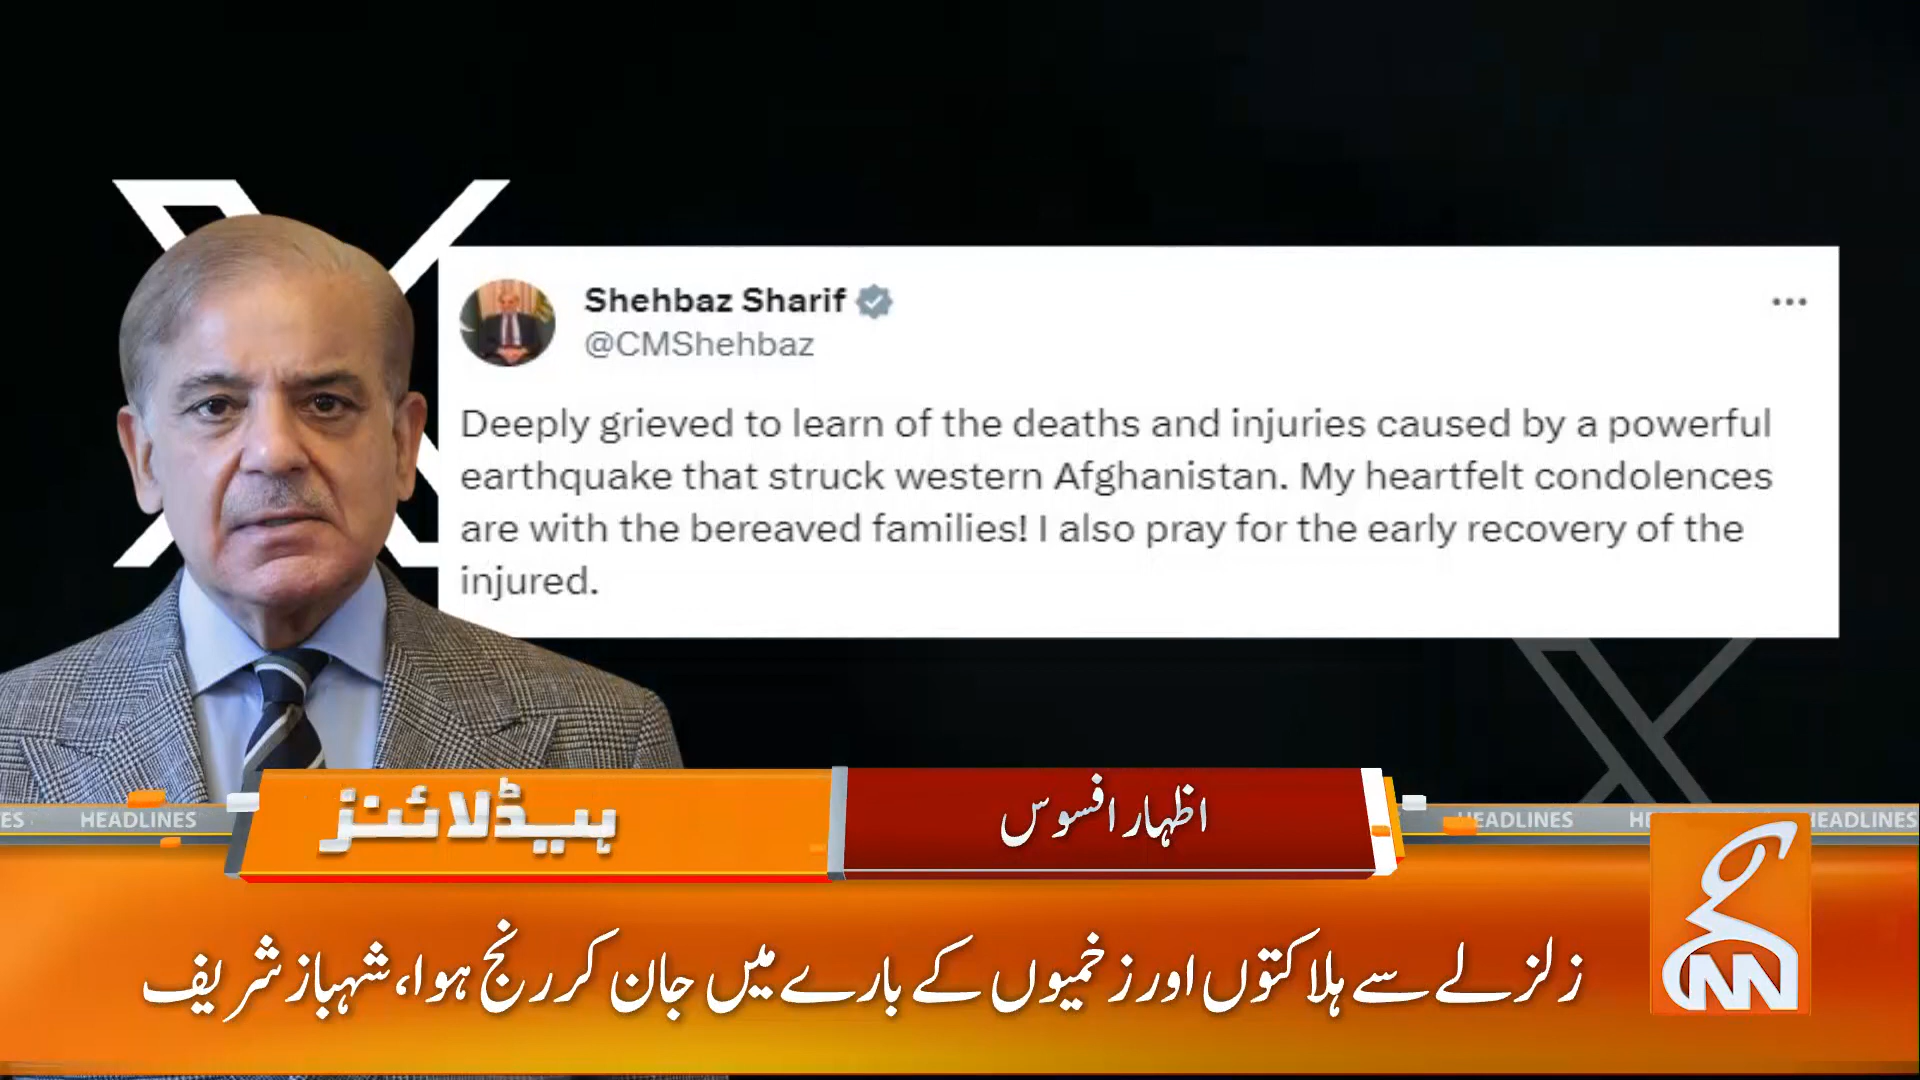 Shehbaz Sharif
@CMShehbaz
Deeply grieved to learn of the deaths and injuries caused by a powerful
earthquake that struck western Afghanistan. My heartfelt condolences
are with the bereaved families! I also pray for the early recovery of the
injured.
ES HEADLINES HEADLINES HE HEADLINES
اظہار افسوس
ہیڈلائنز
زلزلے سے ہلاکتوں اور زخمیوں کے بارے میں جان کر رنج ہوا، شہباز شریف
GNN